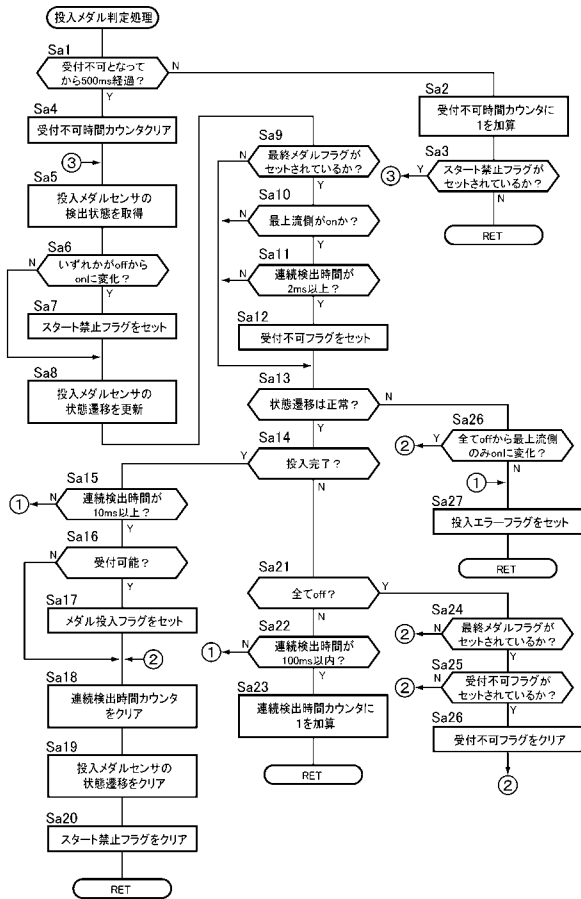 投入メダル判定処理
Sa1
受付不可となって
から500ms経過？
N
Y
Sa2
受付不可時間カウンタに
1を加算
Sa3
スタート禁止フラグが
セットされているか？
Y
③
N
RET
Sa4
受付不可時間カウンタクリア
③
Sa5
投入メダルセンサの
検出状態を取得
Sa6
いずれかがoffから
onに変化？
N
Y
Sa7
スタート禁止フラグをセット
Sa8
投入メダルセンサの
状態遷移を更新
Sa9
最終メダルフラグが
セットされているか？
N
Y
Sa10
最上流側がonか？
N
Y
Sa11
連続検出時間が
2ms以上？
N
Y
Sa12
受付不可フラグをセット
Sa13
状態遷移は正常？
N
Y
Sa26
全てoffから最上流側
のみonに変化？
Y
②
N
①
Sa27
投入エラーフラグをセット
RET
Sa14
投入完了？
Y
N
Sa15
連続検出時間が
10ms以上？
N
①
Y
Sa16
受付可能？
N
Y
Sa17
メダル投入フラグをセット
②
Sa18
連続検出時間カウンタ
をクリア
Sa19
投入メダルセンサの
状態遷移をクリア
Sa20
スタート禁止フラグをクリア
RET
Sa21
全てoff？
Y
N
Sa22
連続検出時間が
100ms以内？
N
①
Y
Sa23
連続検出時間カウンタに
1を加算
RET
Sa24
最終メダルフラグが
セットされているか？
N
②
Y
Sa25
受付不可フラグが
セットされているか？
N
②
Y
Sa26
受付不可フラグをクリア
②